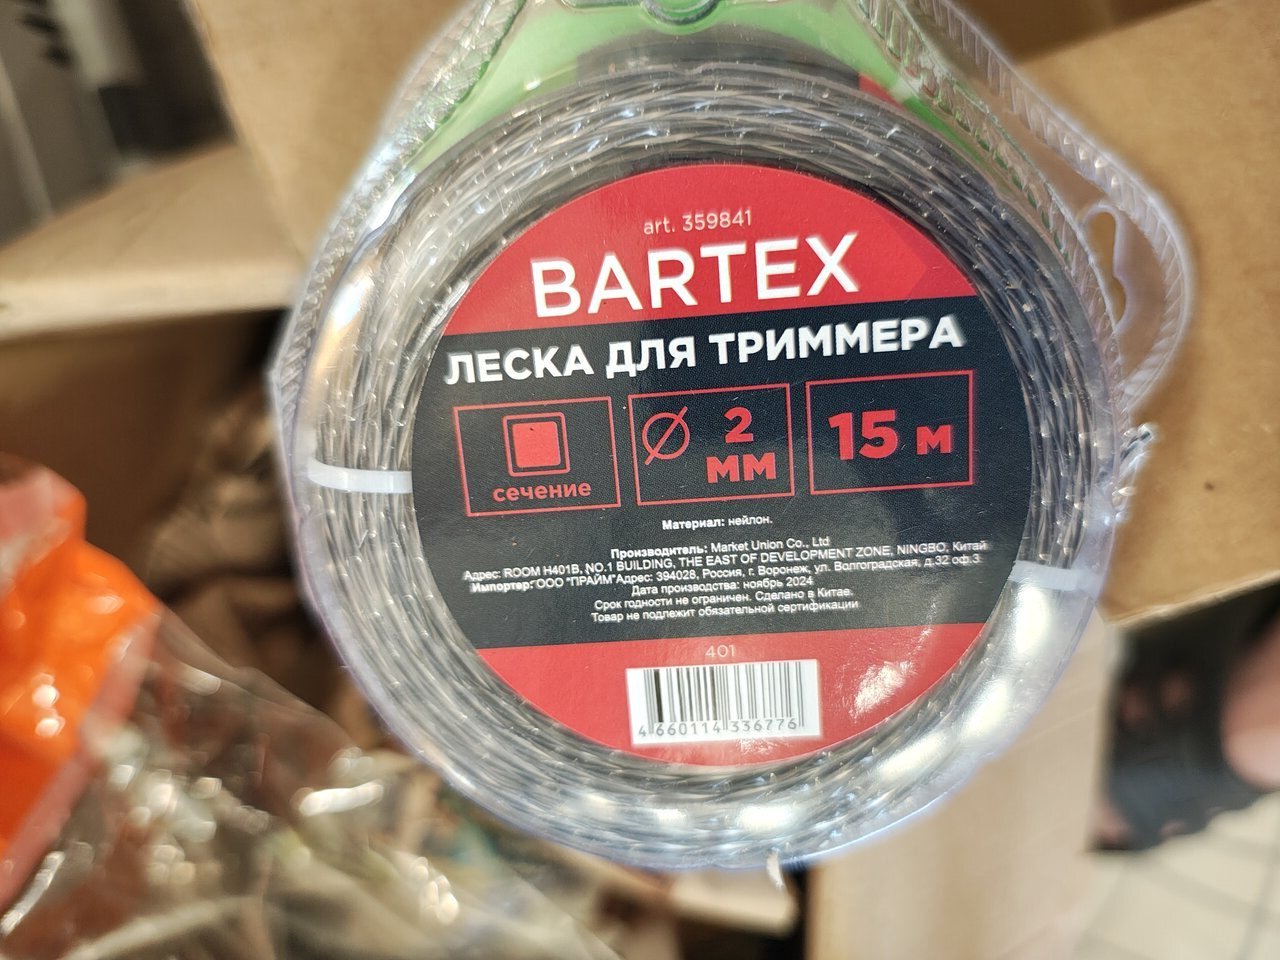 art. 359841
BARTEX
ЛЕСКА ДЛЯ ТРИММЕРА
сечение
2
мм
15 м
Материал: нейлон.
Производитель: Market Union Co., Ltd
Адрес: ROOM H401B, NO.1 BUILDING, THE EAST OF DEVELOPMENT ZONE, NINGBO, Китай
Импортер: ООО "ПРАЙМ" Адрес: 394028, Россия, г. Воронеж, ул. Волгоградская, д.32 оф.3.
Дата производства: ноябрь 2024
Срок годности не ограничен. Сделано в Китае.
Товар не подлежит обязательной сертификации
401
4 660114 336776